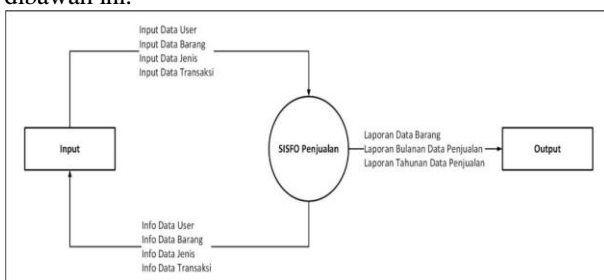 dibawah ini.
Input Data User
Input Data Barang
Input Data Jenis
Input Data Transaksi
Input
SISFO Penjualan
Laporan Data Barang
Laporan Bulanan Data Penjualan
Laporan Tahunan Data Penjualan
Output
Info Data User
Info Data Barang
Info Data Jenis
Info Data Transaksi